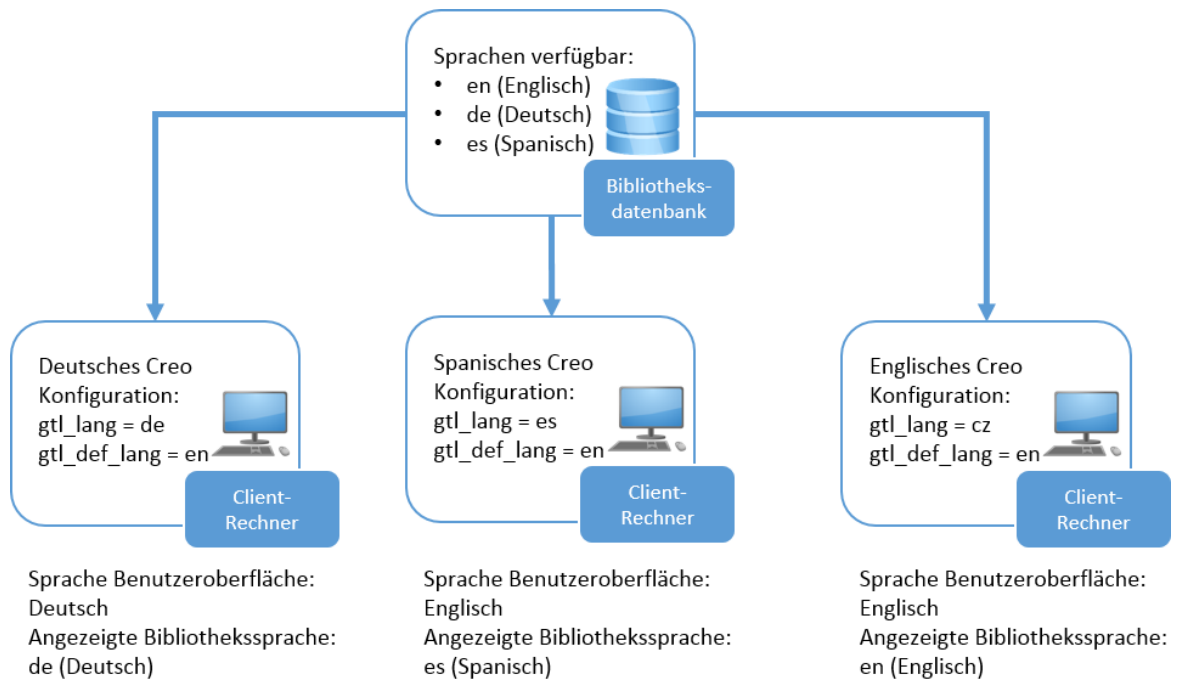 Sprachen verfügbar:
• en (Englisch)
• de (Deutsch)
• es (Spanisch)
Bibliotheks-
datenbank
Deutsches Creo
Konfiguration:
gtl_lang = de
gtl_def_lang = en
Client-
Rechner
Sprache Benutzeroberfläche:
Deutsch
Angezeigte Bibliothekssprache:
de (Deutsch)
Spanisches Creo
Konfiguration:
gtl_lang = es
gtl_def_lang = en
Client-
Rechner
Sprache Benutzeroberfläche:
Englisch
Angezeigte Bibliothekssprache:
es (Spanisch)
Englisches Creo
Konfiguration:
gtl_lang = cz
gtl_def_lang = en
Client-
Rechner
Sprache Benutzeroberfläche:
Englisch
Angezeigte Bibliothekssprache:
en (Englisch)